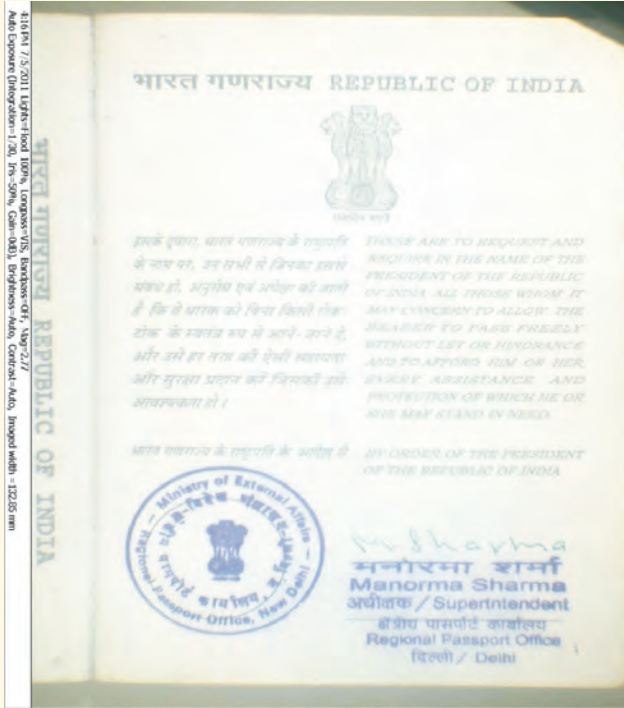 4:16 PM 7/5/2011 Lights=Flood 100%, Longpass=VIS, Bandpass=OFF, Mag=2.77
Auto Exposure (Integration=1/30, Iris=50%, Gain=0dB), Brightness=Auto, Contrast=Auto, Imaged width = 132.85 mm
भारत गणराज्य REPUBLIC OF INDIA
भारत गणराज्य REPUBLIC OF INDIA
सत्यमेव जयते
इसके द्वारा, भारत गणराज्य के राष्ट्रपति
के नाम पर, उन सभी से जिनका इससे
संबंध हो, अनुरोध एवं अपेक्षा की जाती
है कि वे धारक को बिना किसी रोक-
टोक के स्वतंत्र रूप से आने-जाने दें,
और उसे हर तरह की ऐसी सहायता
और सुरक्षा प्रदान करें जिसकी उसे
आवश्यकता हो।
THESE ARE TO REQUEST AND
REQUIRE IN THE NAME OF THE
PRESIDENT OF THE REPUBLIC
OF INDIA ALL THOSE WHOM IT
MAY CONCERN TO ALLOW THE
BEARER TO PASS FREELY
WITHOUT LET OR HINDRANCE
AND TO AFFORD HIM OR HER,
EVERY ASSISTANCE AND
PROTECTION OF WHICH HE OR
SHE MAY STAND IN NEED.
भारत गणराज्य के राष्ट्रपति के आदेश से
BY ORDER OF THE PRESIDENT
OF THE REPUBLIC OF INDIA
Ministry of External Affairs
Regional Passport Office, New Delhi
M Sharma
मनोरमा शर्मा
Manorma Sharma
अधीक्षक / Superintendent
क्षेत्रीय पासपोर्ट कार्यालय
Regional Passport Office
दिल्ली / Delhi